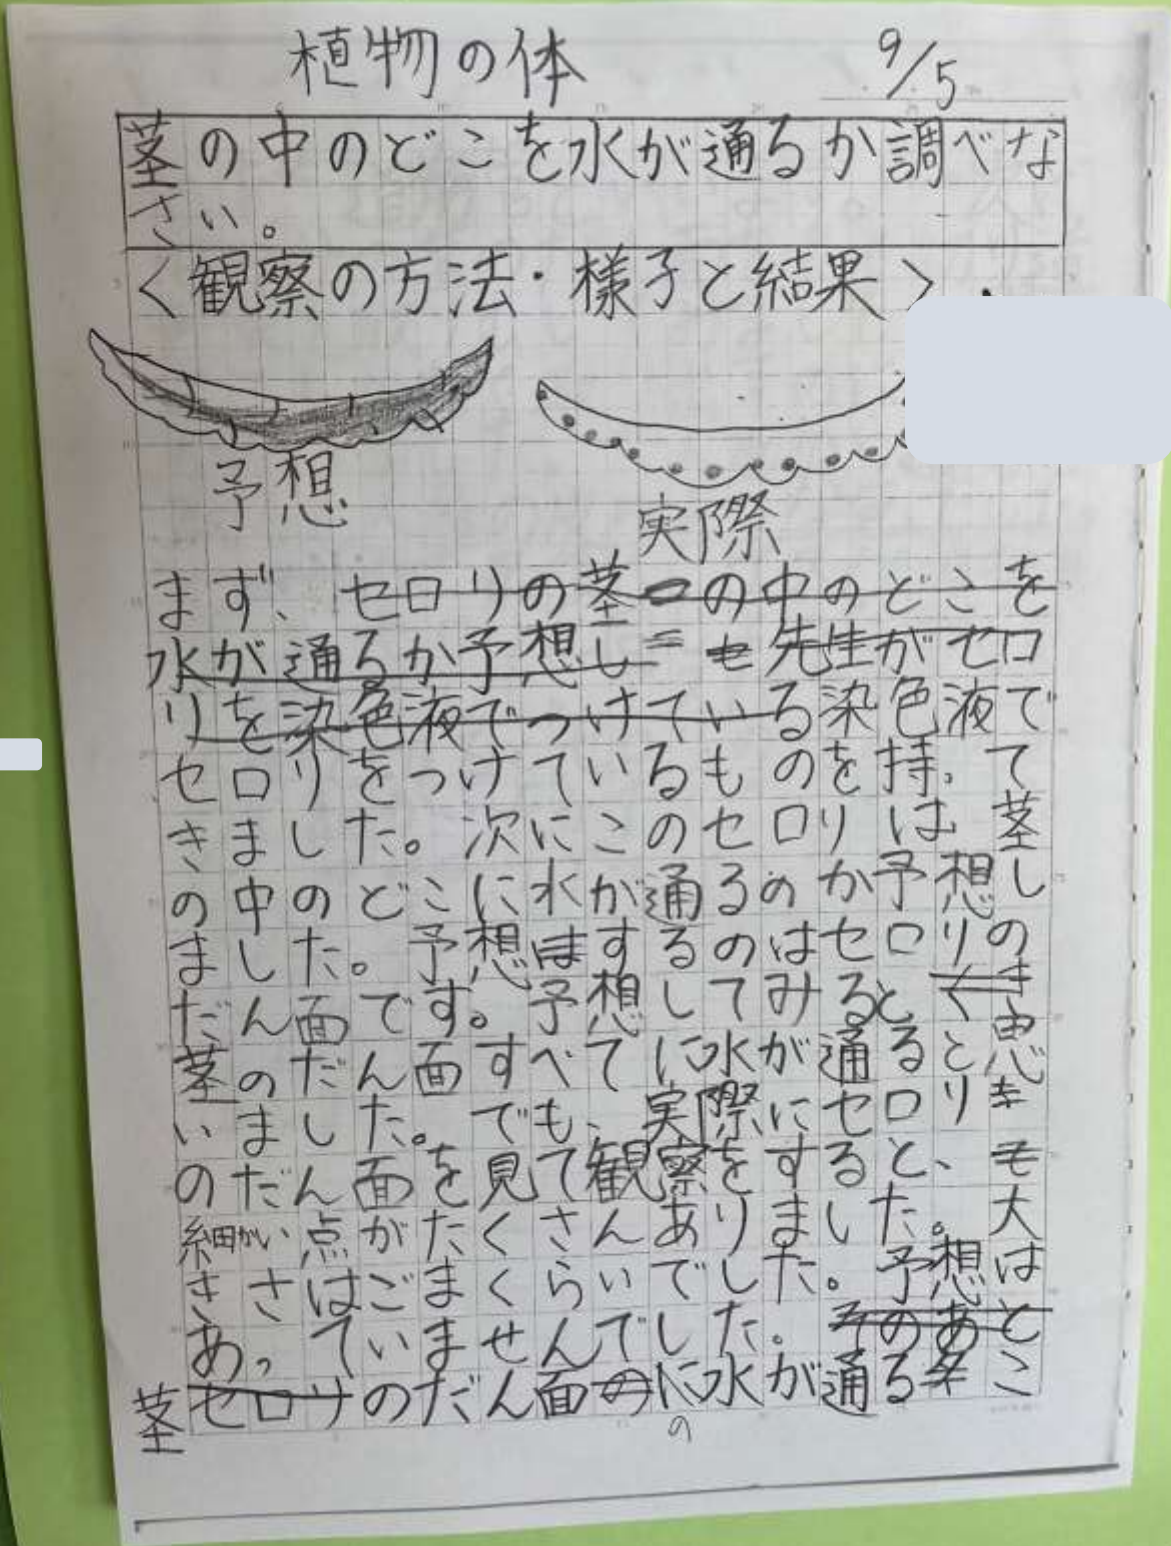 植物の体 9/5
茎の中のどこを水が通るか調べな
さい。
<観察の方法・様子と結果>
予想
実際
まず、セロリの茎の中のどこを
水が通るか予想し先生がセロ
リを染色液でつけている染色液で
セロリをつけているものを持って
きました。次にこのセロリは茎
の中のどこに水が通るのか予想し
ました。予想はするのはセロリの
だん面です。予想してみると
茎のだん面すべてに水が通ると思
いました。でも、実際にセロリ
のだん面を見て観察をすると、
細かい点がたくさんありました。大
きさはごまくらいでした。予想は
あっていませんでした。そのあと
茎セロリのだん面のに水が通るこ
の